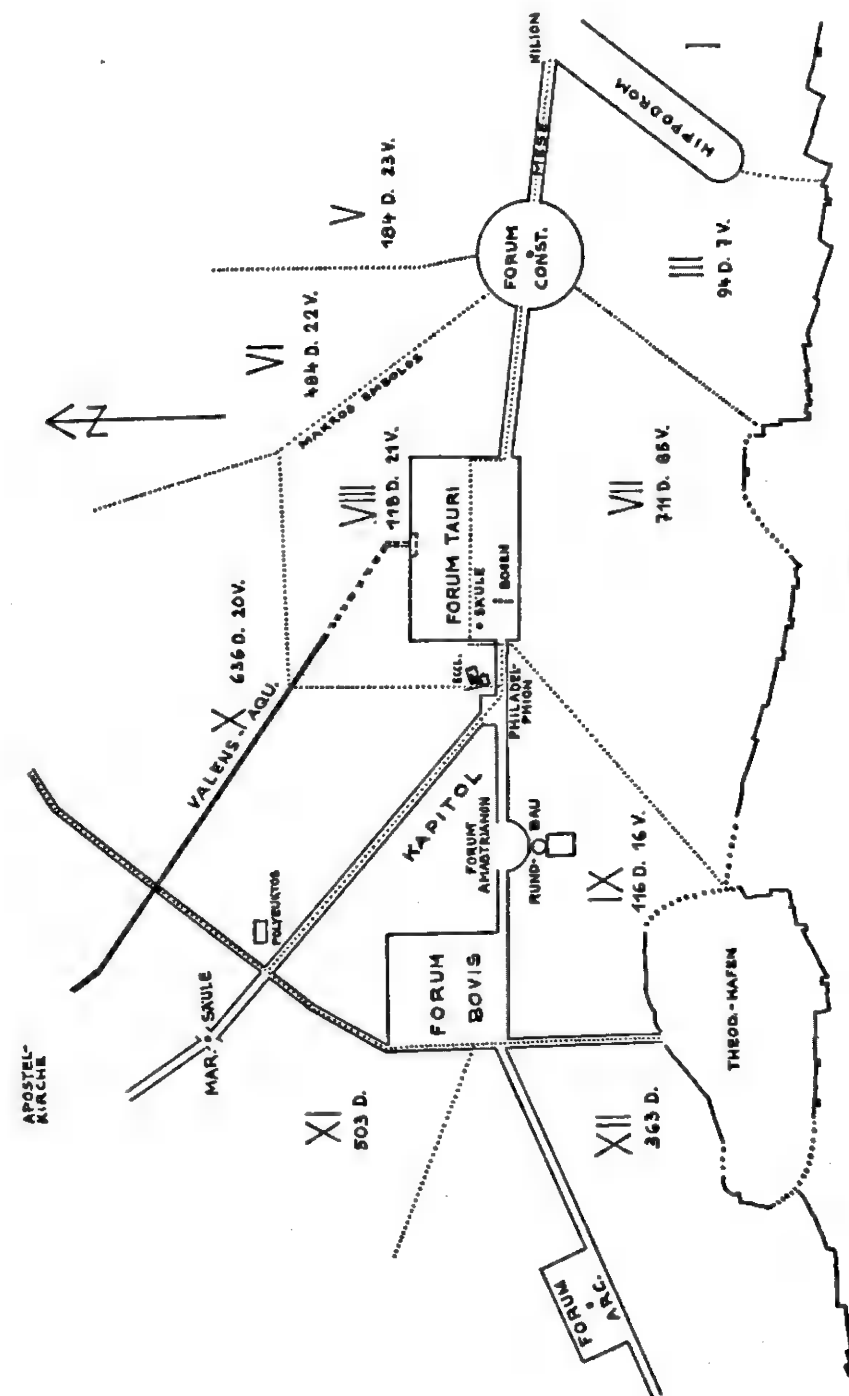 APOSTEL-
KIRCHE
MAR. SÄULE
POLYEUKTOS
VALENS-AQU.
X
636 D. 20 V.
N
VI
484 D. 22 V.
V
184 D. 23 V.
MAKROS EMBOLOS
VIII
118 D. 21 V.
MILION
MESE
HIPPODROM
I
FORUM
CONST.
III
94 D. 7 V.
FORUM TAURI
SÄULE
BOGEN
ECCL.
PHILADEL-
PHION
KAPITOL
FORUM
AMASTRIANON
RUND-BAU
VII
711 D. 85 V.
IX
116 D. 16 V.
FORUM
BOVIS
XI
503 D.
XII
363 D.
THEOD.-HAFEN
FORUM
ARC.